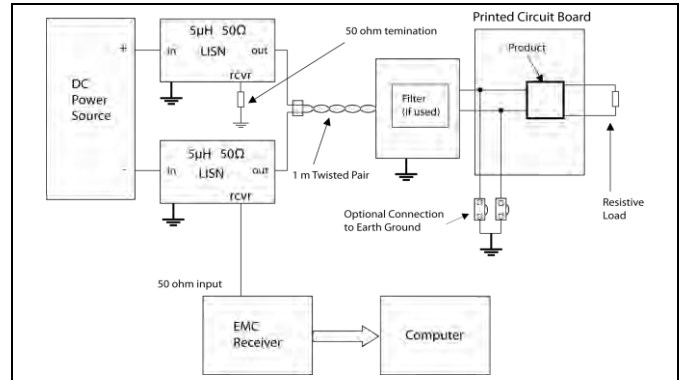 Printed Circuit Board
50 ohm temination
5µH 50Ω
+
in
out
LISN
rcvr
DC
Power
Source
Product
Filter
(If used)
5µH 50Ω
-
in
out
LISN
rcvr
1 m Twisted Pair
Optional Connection
to Earth Ground
Resistive
Load
50 ohm input
EMC
Receiver
Computer